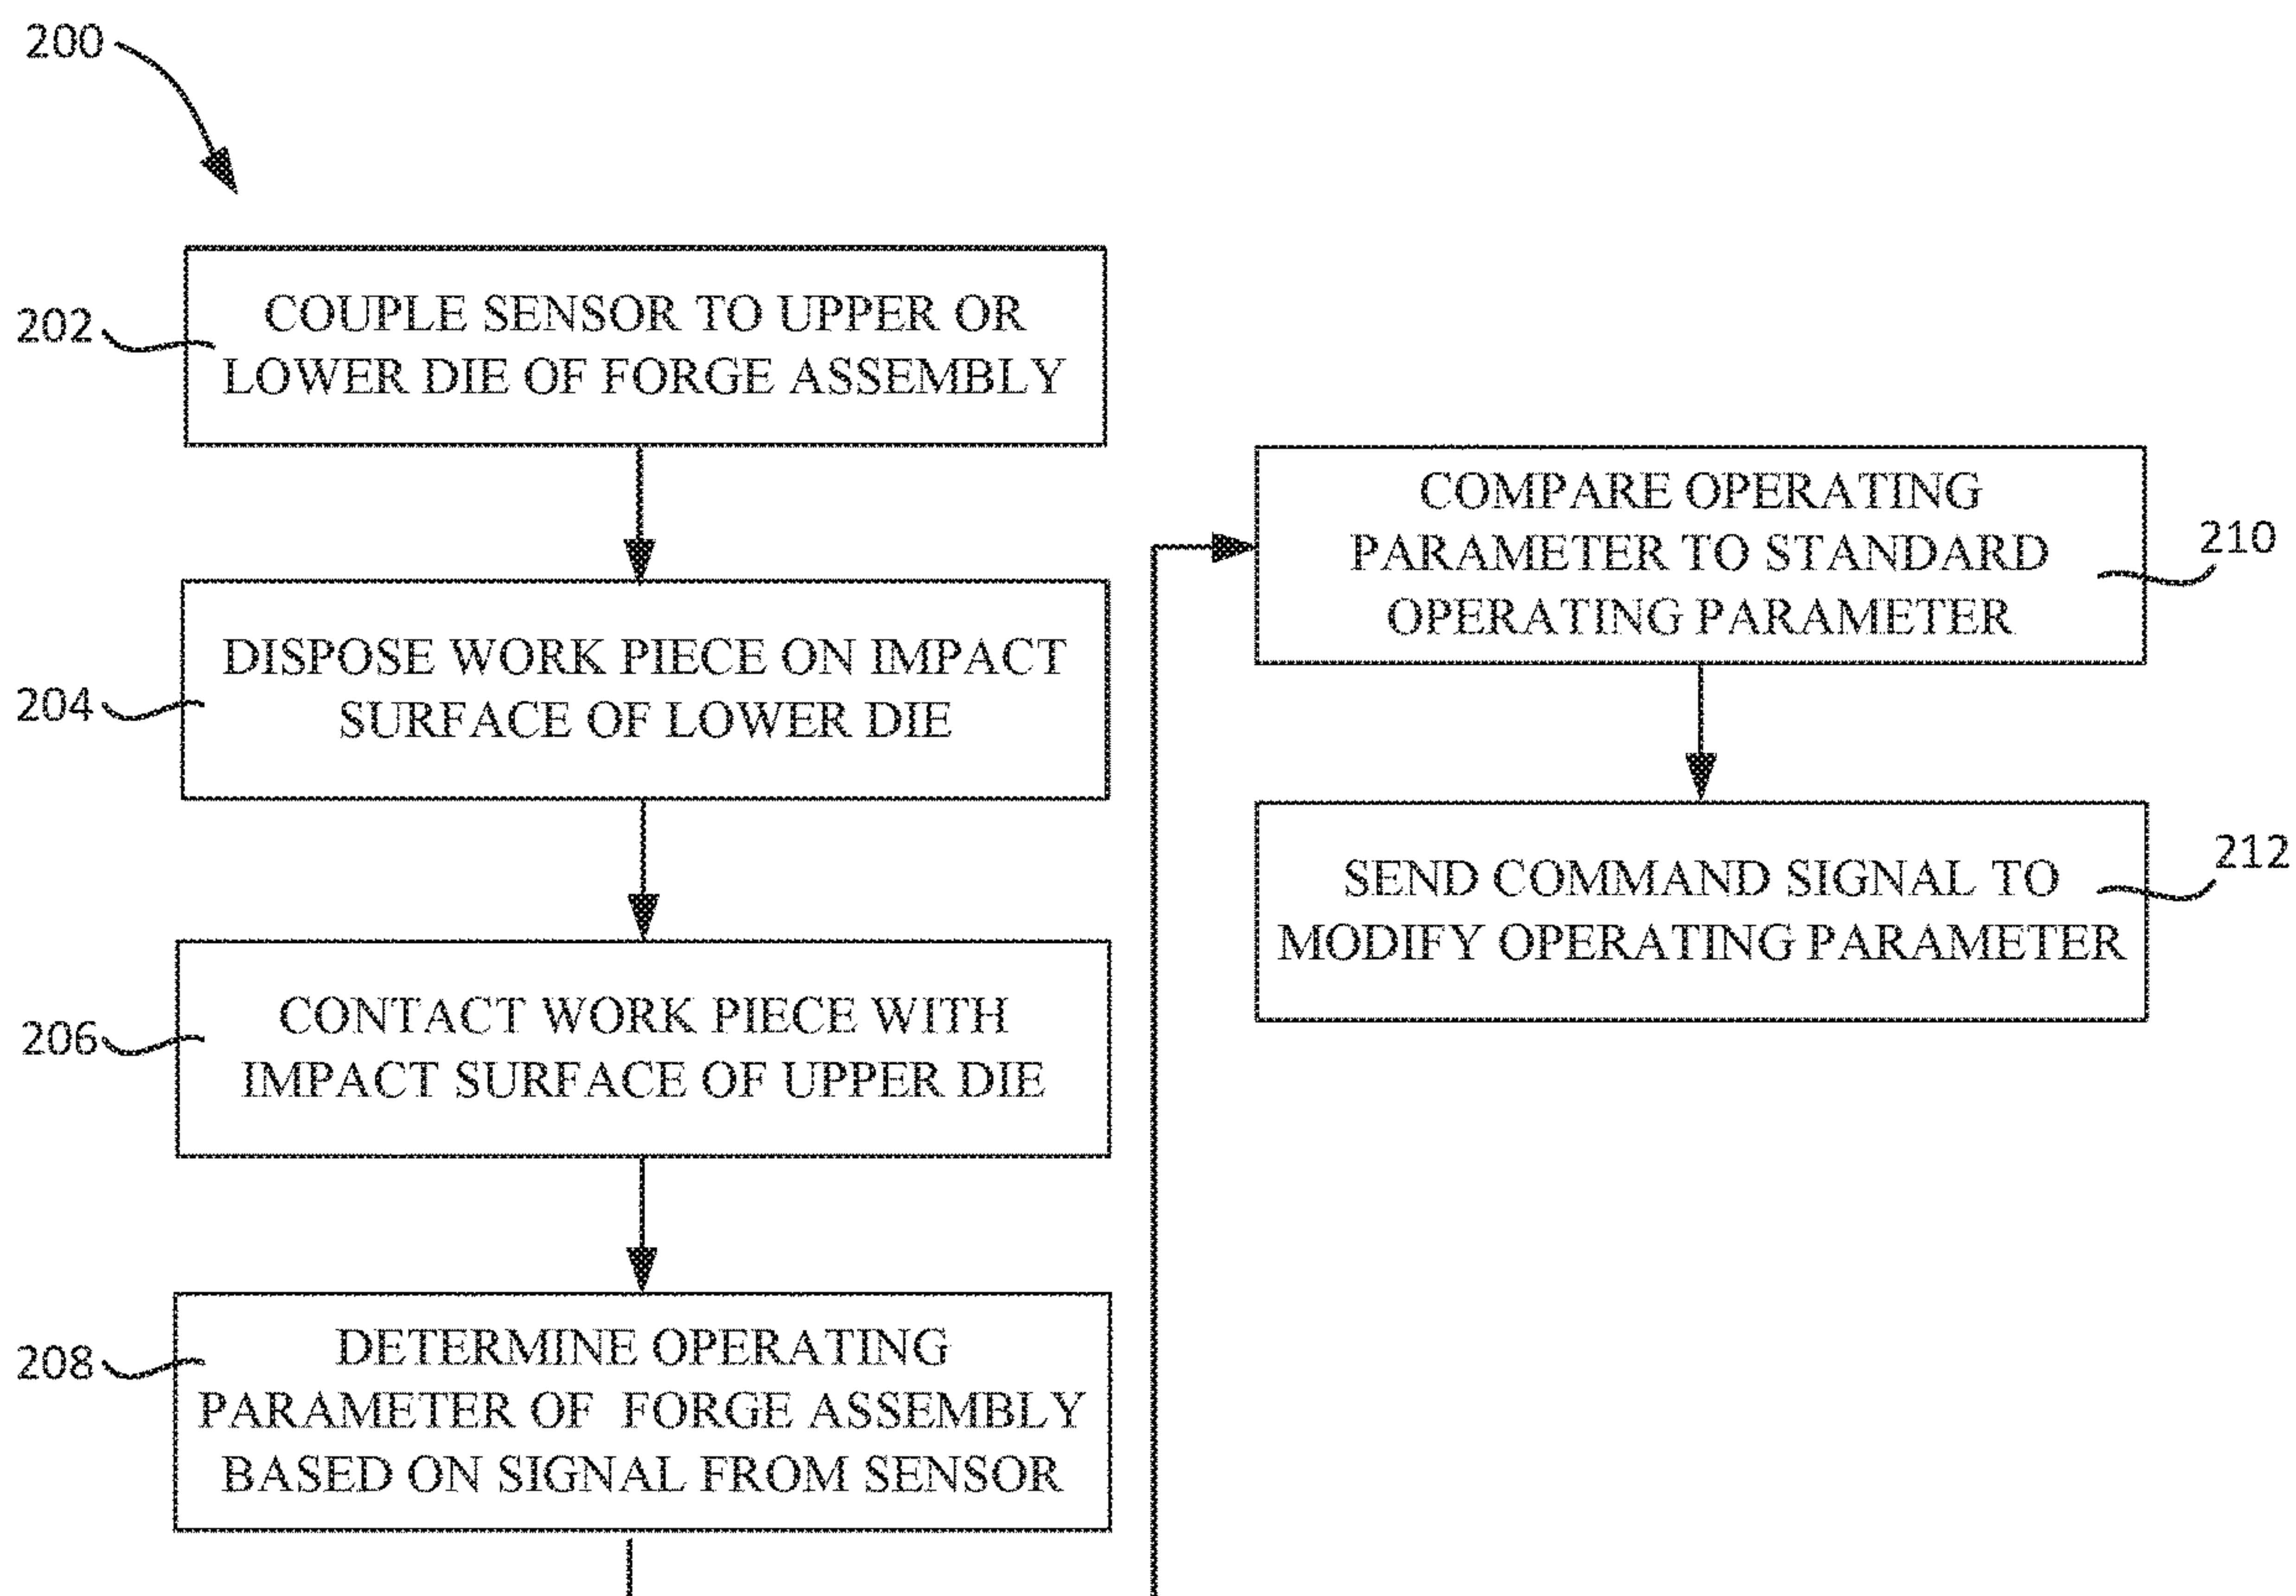 200
202
COUPLE SENSOR TO UPPER OR
LOWER DIE OF FORGE ASSEMBLY
204
DISPOSE WORK PIECE ON IMPACT
SURFACE OF LOWER DIE
206
CONTACT WORK PIECE WITH
IMPACT SURFACE OF UPPER DIE
208
DETERMINE OPERATING
PARAMETER OF FORGE ASSEMBLY
BASED ON SIGNAL FROM SENSOR
COMPARE OPERATING
PARAMETER TO STANDARD
OPERATING PARAMETER
210
SEND COMMAND SIGNAL TO
MODIFY OPERATING PARAMETER
212